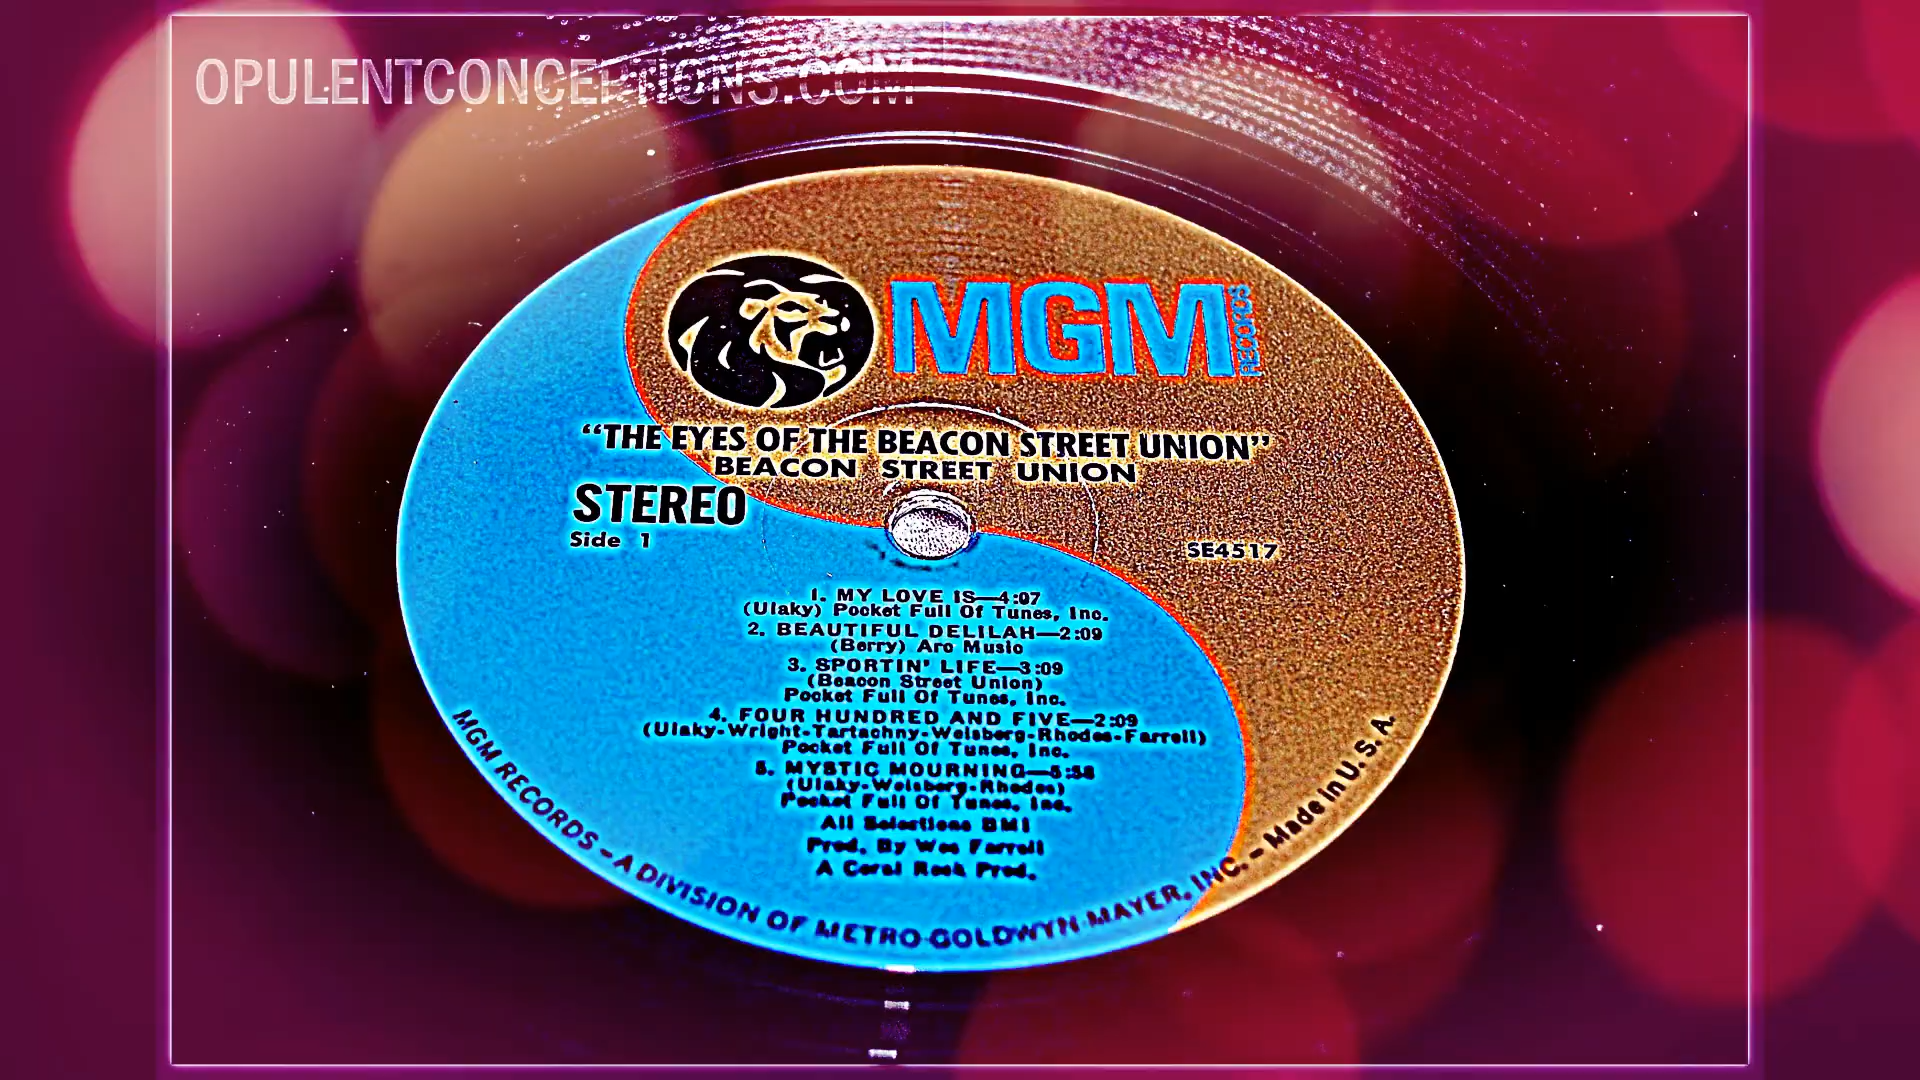 OPULENTCONCEPTIONS.COM
MGM RECORDS
“THE EYES OF THE BEACON STREET UNION”
BEACON STREET UNION
STEREO
Side 1
SE4517
1. MY LOVE IS—4:07
(Ulaky) Pocket Full Of Tunes, Inc.
2. BEAUTIFUL DELILAH—2:09
(Berry) Arc Music
3. SPORTIN' LIFE—3:09
(Beacon Street Union)
Pocket Full Of Tunes, Inc.
4. FOUR HUNDRED AND FIVE—2:09
(Ulaky-Wright-Tartachny-Weisberg-Rhodes-Farrell)
Pocket Full Of Tunes, Inc.
5. MYSTIC MOURNING—5:58
(Ulaky-Weisberg-Rhodes)
Pocket Full Of Tunes, Inc.
All Selections BMI
Prod. By Wes Farrell
A Coral Rock Prod.
MGM RECORDS – A DIVISION OF METRO-GOLDWYN-MAYER, INC. – Made in U. S. A.